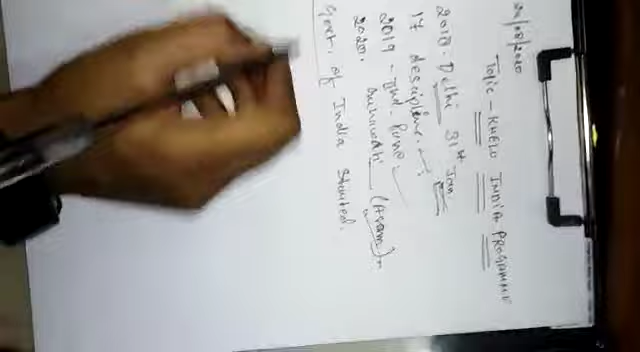 Topic - KHELO INDIA PROGRAMME
2018. Delhi 31st Jan.
17 descipline.
2019 - 2nd - Pune
2020. Guwahati (Assam)
Govt. of India Started.